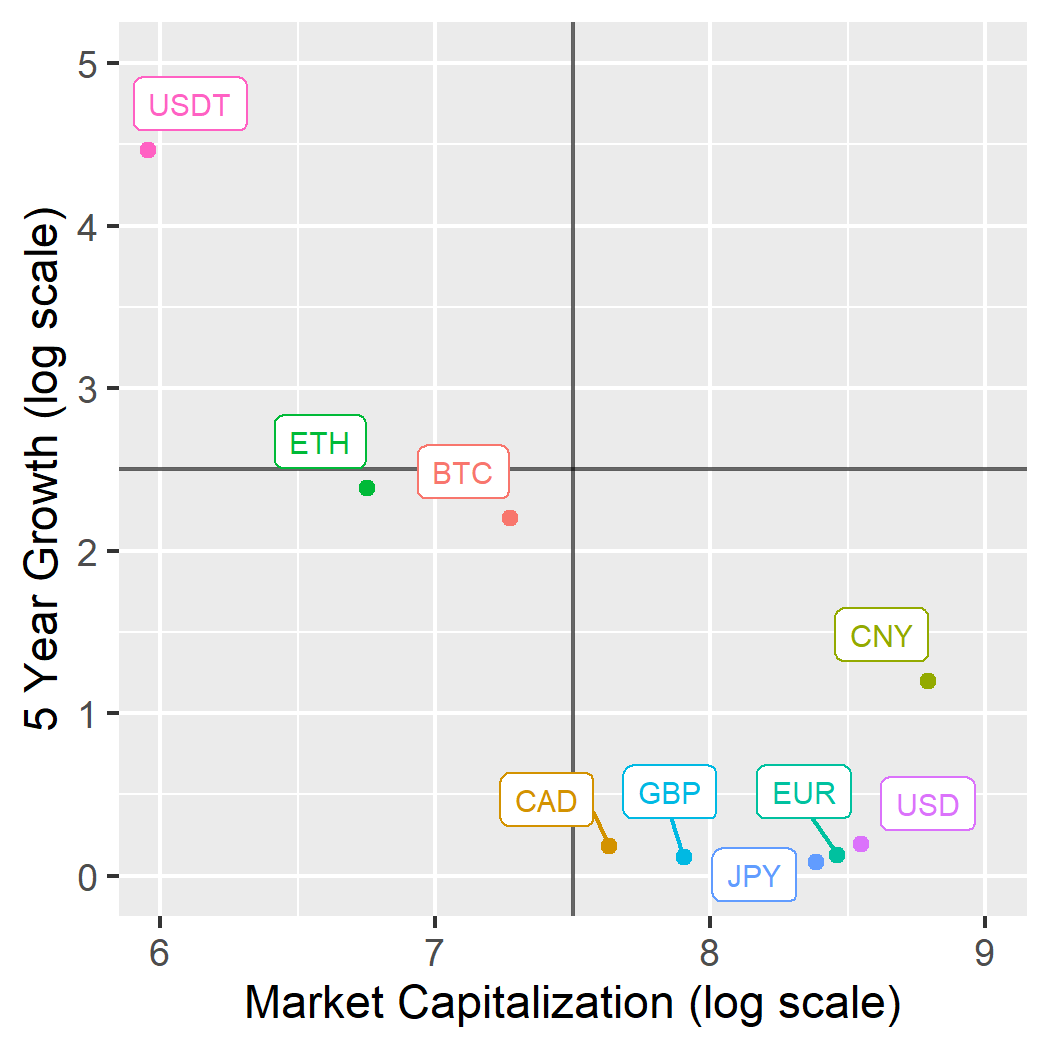 5
USDT
4
3
ETH
BTC
2
CNY
1
CAD
GBP
EUR
USD
JPY
0
6
7
8
9
5 Year Growth (log scale)
Market Capitalization (log scale)